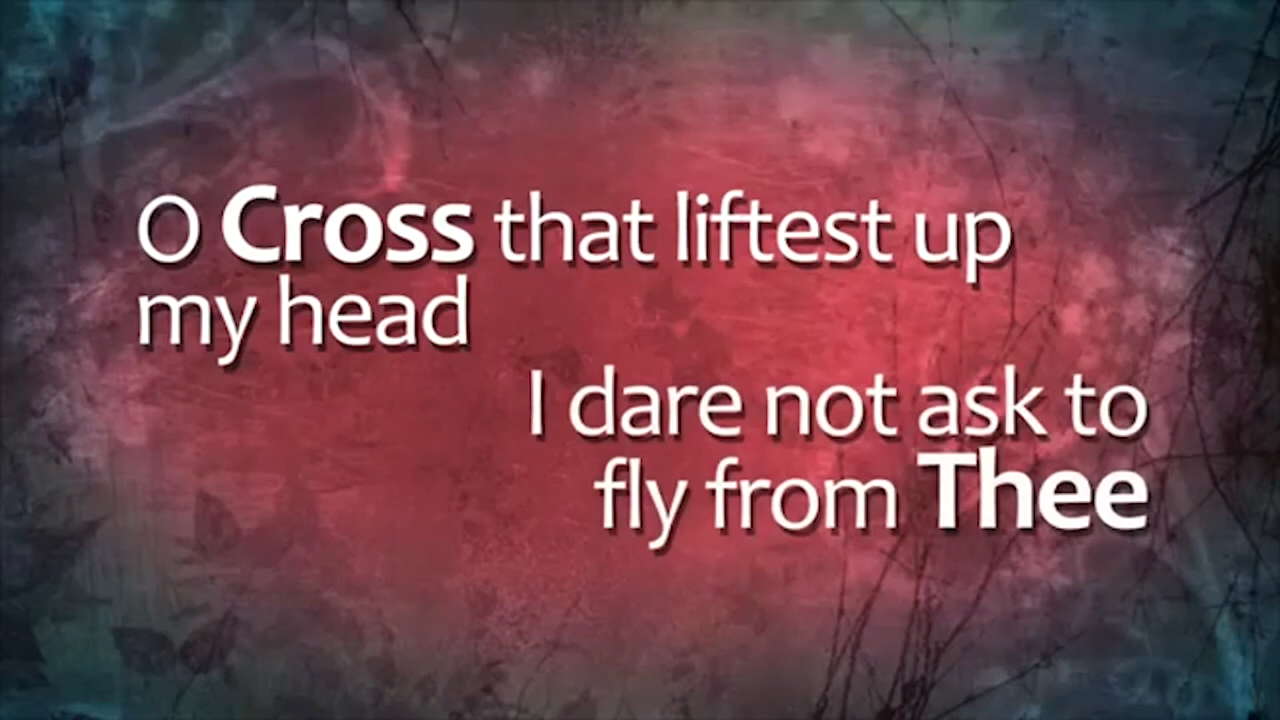 O Cross that liftest up
my head
I dare not ask to
fly from Thee